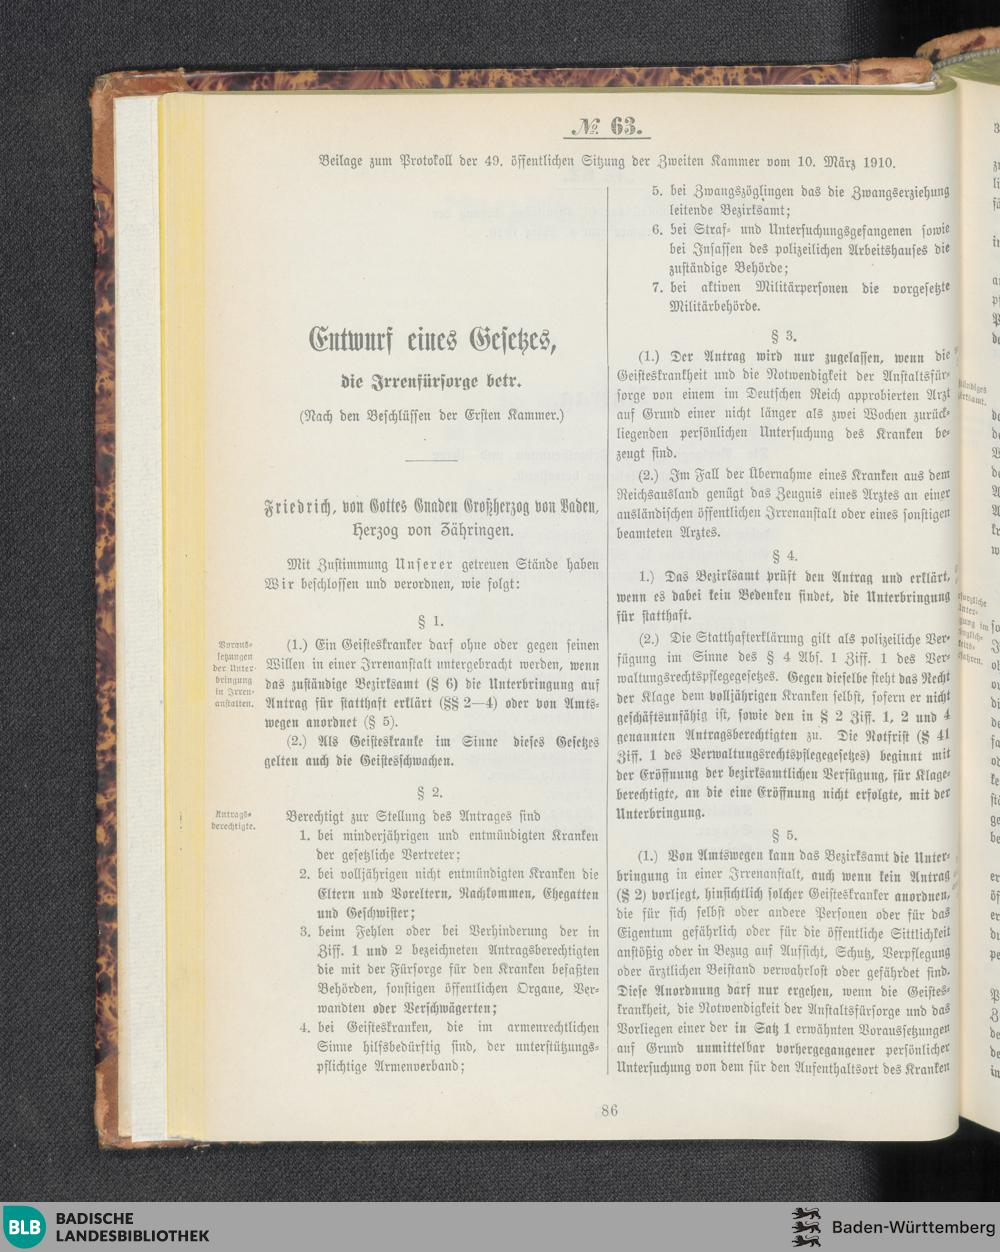 № 63.
Beilage zum Protokoll der 49. öffentlichen Sitzung der Zweiten Kammer vom 10. März 1910.
Entwurf eines Gesetzes,
die Irrenfürsorge betr.
(Nach den Beschlüssen der Ersten Kammer.)
Friedrich, von Gottes Gnaden Großherzog von Baden,
Herzog von Zähringen.
Mit Zustimmung Unserer getreuen Stände haben
Wir beschlossen und verordnen, wie folgt:
§ 1.
Voraus-
setzungen
der Unter-
bringung
in Irren-
anstalten.
(1.) Ein Geisteskranker darf ohne oder gegen seinen
Willen in einer Irrenanstalt untergebracht werden, wenn
das zuständige Bezirksamt (§ 6) die Unterbringung auf
Antrag für statthaft erklärt (§§ 2—4) oder von Amts-
wegen anordnet (§ 5).
(2.) Als Geisteskranke im Sinne dieses Gesetzes
gelten auch die Geistesschwachen.
§ 2.
Antrags-
berechtigte.
Berechtigt zur Stellung des Antrages sind
1. bei minderjährigen und entmündigten Kranken
der gesetzliche Vertreter;
2. bei volljährigen nicht entmündigten Kranken die
Eltern und Voreltern, Nachkommen, Ehegatten
und Geschwister;
3. beim Fehlen oder bei Verhinderung der in
Ziff. 1 und 2 bezeichneten Antragsberechtigten
die mit der Fürsorge für den Kranken befaßten
Behörden, sonstigen öffentlichen Organe, Ver-
wandten oder Verschwägerten;
4. bei Geisteskranken, die im armenrechtlichen
Sinne hilfsbedürftig sind, der unterstützungs-
pflichtige Armenverband;
5. bei Zwangszöglingen das die Zwangserziehung
leitende Bezirksamt;
6. bei Straf- und Untersuchungsgefangenen sowie
bei Insassen des polizeilichen Arbeitshauses die
zuständige Behörde;
7. bei aktiven Militärpersonen die vorgesetzte
Militärbehörde.
§ 3.
(1.) Der Antrag wird nur zugelassen, wenn die
Geisteskrankheit und die Notwendigkeit der Anstaltsfür-
sorge von einem im Deutschen Reich approbierten Arzt
auf Grund einer nicht länger als zwei Wochen zurück-
liegenden persönlichen Untersuchung des Kranken be-
zeugt sind.
(2.) Im Fall der Übernahme eines Kranken aus dem
Reichsausland genügt das Zeugnis eines Arztes an einer
ausländischen öffentlichen Irrenanstalt oder eines sonstigen
beamteten Arztes.
§ 4.
1.) Das Bezirksamt prüft den Antrag und erklärt,
wenn es dabei kein Bedenken findet, die Unterbringung
für statthaft.
(2.) Die Statthafterklärung gilt als polizeiliche Ver-
fügung im Sinne des § 4 Abs. 1 Ziff. 1 des Ver-
waltungsrechtspflegegesetzes. Gegen dieselbe steht das Recht
der Klage dem volljährigen Kranken selbst, sofern er nicht
geschäftsunfähig ist, sowie den in § 2 Ziff. 1, 2 und 4
genannten Antragsberechtigten zu. Die Notfrist (§ 41
Ziff. 1 des Verwaltungsrechtspflegegesetzes) beginnt mit
der Eröffnung der bezirksamtlichen Verfügung, für Klage-
berechtigte, an die eine Eröffnung nicht erfolgte, mit der
Unterbringung.
§ 5.
(1.) Von Amtswegen kann das Bezirksamt die Unter-
bringung in einer Irrenanstalt, auch wenn kein Antrag
(§ 2) vorliegt, hinsichtlich solcher Geisteskranker anordnen,
die für sich selbst oder andere Personen oder für das
Eigentum gefährlich oder für die öffentliche Sittlichkeit
anstößig oder in Bezug auf Aufsicht, Schutz, Verpflegung
oder ärztlichen Beistand verwahrlost oder gefährdet sind.
Diese Anordnung darf nur ergehen, wenn die Geistes-
krankheit, die Notwendigkeit der Anstaltsfürsorge und das
Vorliegen einer der in Satz 1 erwähnten Voraussetzungen
auf Grund unmittelbar vorhergegangener persönlicher
Untersuchung von dem für den Aufenthaltsort des Kranken
86
BLB
BADISCHE
LANDESBIBLIOTHEK
Baden-Württemberg